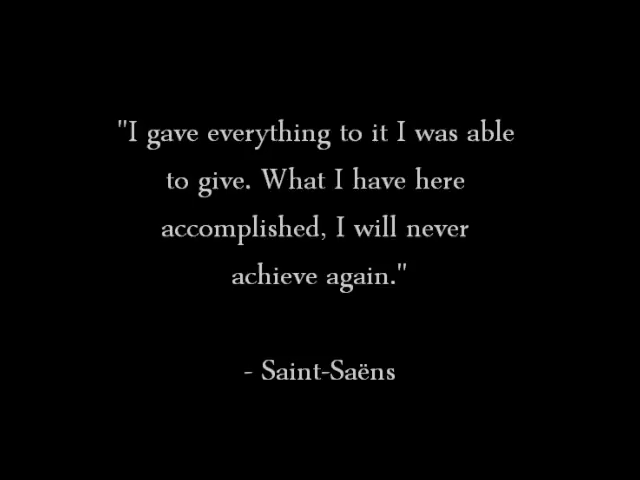 "I gave everything to it I was able
to give. What I have here
accomplished, I will never
achieve again."
- Saint-Saëns